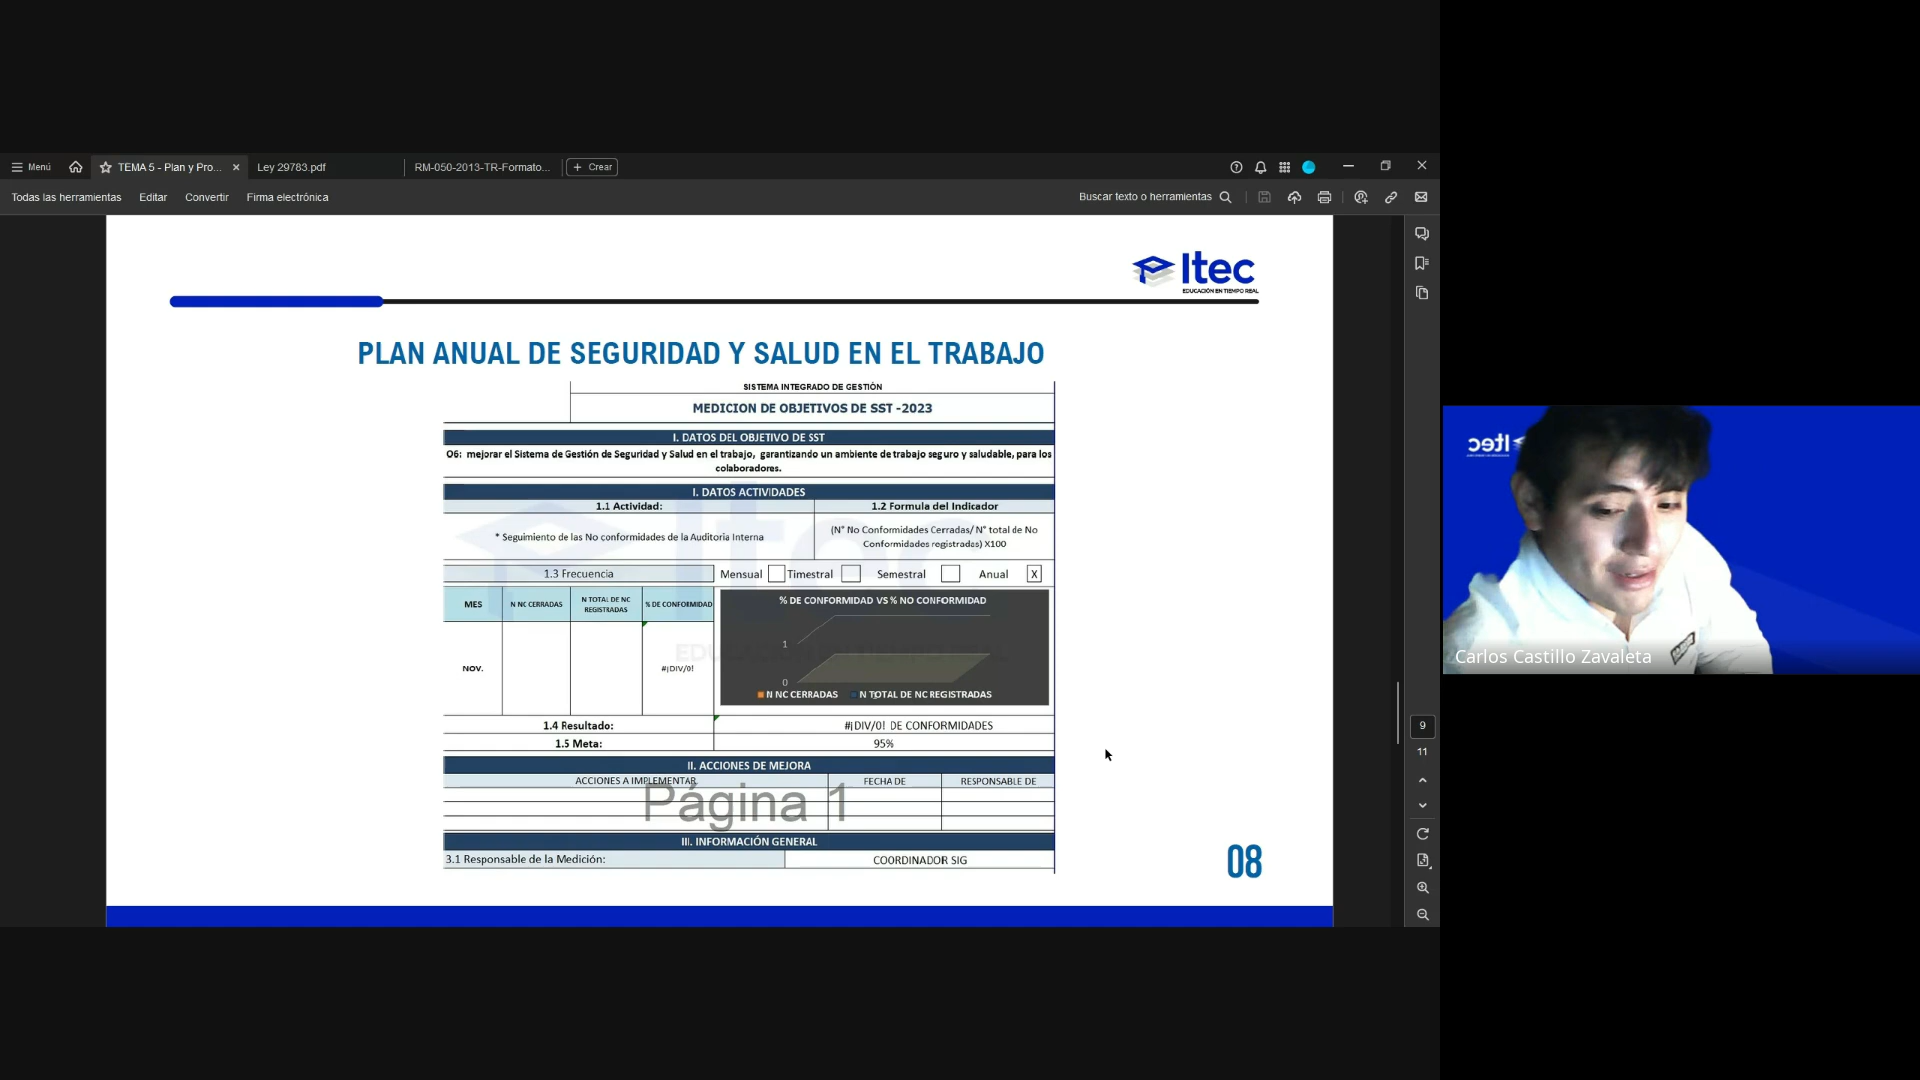 Menú
TEMA 5 - Plan y Pro...
Ley 29783.pdf
RM-050-2013-TR-Formato...
+ Crear
Todas las herramientas
Editar
Convertir
Firma electrónica
Buscar texto o herramientas
Itec
EDUCACIÓN EN TIEMPO REAL
PLAN ANUAL DE SEGURIDAD Y SALUD EN EL TRABAJO
SISTEMA INTEGRADO DE GESTIÓN
MEDICION DE OBJETIVOS DE SST -2023
I. DATOS DEL OBJETIVO DE SST
O6: mejorar el Sistema de Gestión de Seguridad y Salud en el trabajo, garantizando un ambiente de trabajo seguro y saludable, para los
colaboradores.
I. DATOS ACTIVIDADES
1.1 Actividad:
1.2 Formula del Indicador
* Seguimiento de las No conformidades de la Auditoria Interna
(N° No Conformidades Cerradas/ N° total de No
Conformidades registradas) X100
1.3 Frecuencia
Mensual
Timestral
Semestral
Anual
X
MES
N NC CERRADAS
N TOTAL DE NC
REGISTRADAS
% DE CONFORMIDAD
NOV.
#¡DIV/0!
% DE CONFORMIDAD VS % NO CONFORMIDAD
1
0
N NC CERRADAS
N TOTAL DE NC REGISTRADAS
1.4 Resultado:
#¡DIV/0! DE CONFORMIDADES
1.5 Meta:
95%
II. ACCIONES DE MEJORA
ACCIONES A IMPLEMENTAR
FECHA DE
RESPONSABLE DE
Página 1
III. INFORMACIÓN GENERAL
3.1 Responsable de la Medición:
COORDINADOR SIG
08
9
11
Itec
Carlos Castillo Zavaleta